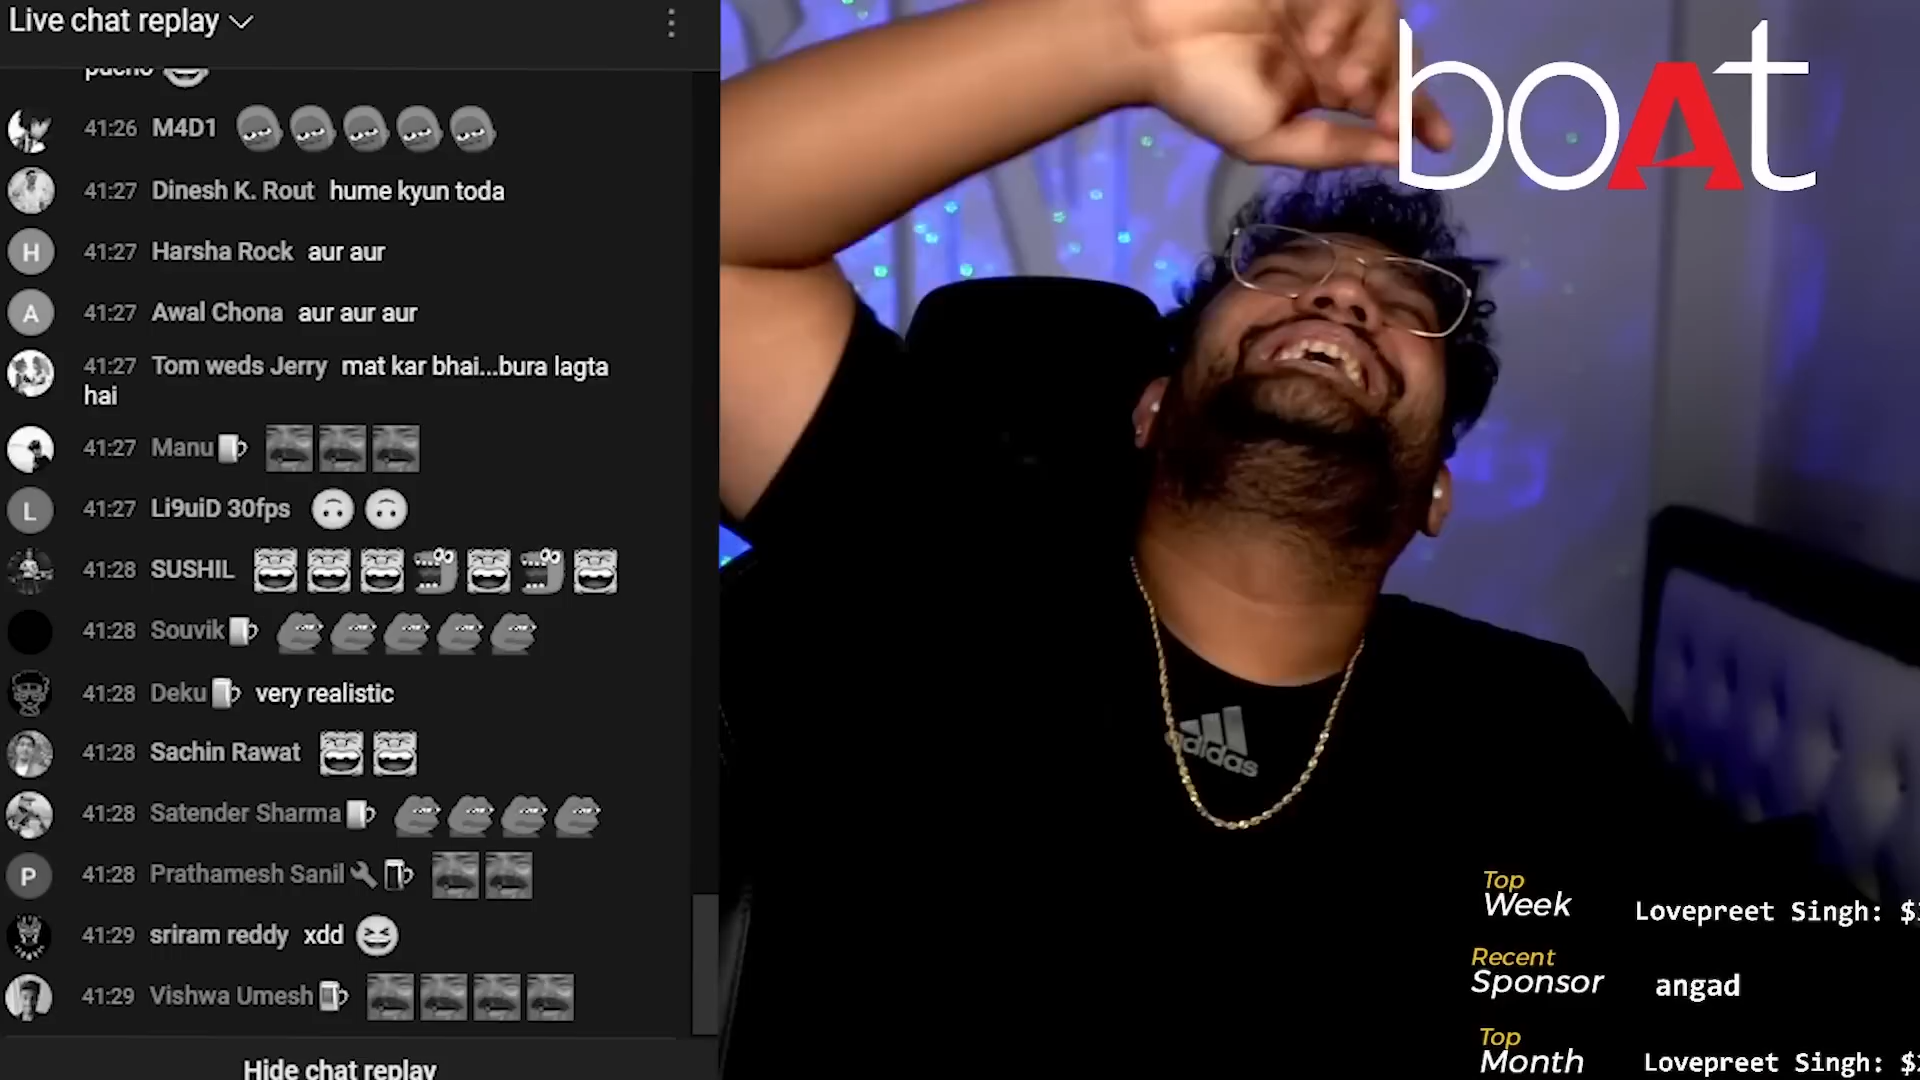 Live chat replay
pucho
41:26 M4D1
41:27 Dinesh K. Rout hume kyun toda
H 41:27 Harsha Rock aur aur
A 41:27 Awal Chona aur aur aur
41:27 Tom weds Jerry mat kar bhai...bura lagta
hai
41:27 Manu
L 41:27 Li9uiD 30fps
41:28 SUSHIL
41:28 Souvik
41:28 Deku very realistic
41:28 Sachin Rawat
41:28 Satender Sharma
P 41:28 Prathamesh Sanil
41:29 sriram reddy xdd
41:29 Vishwa Umesh
Hide chat replay
boAt
adidas
Top
Week Lovepreet Singh: $
Recent
Sponsor angad
Top
Month Lovepreet Singh: $